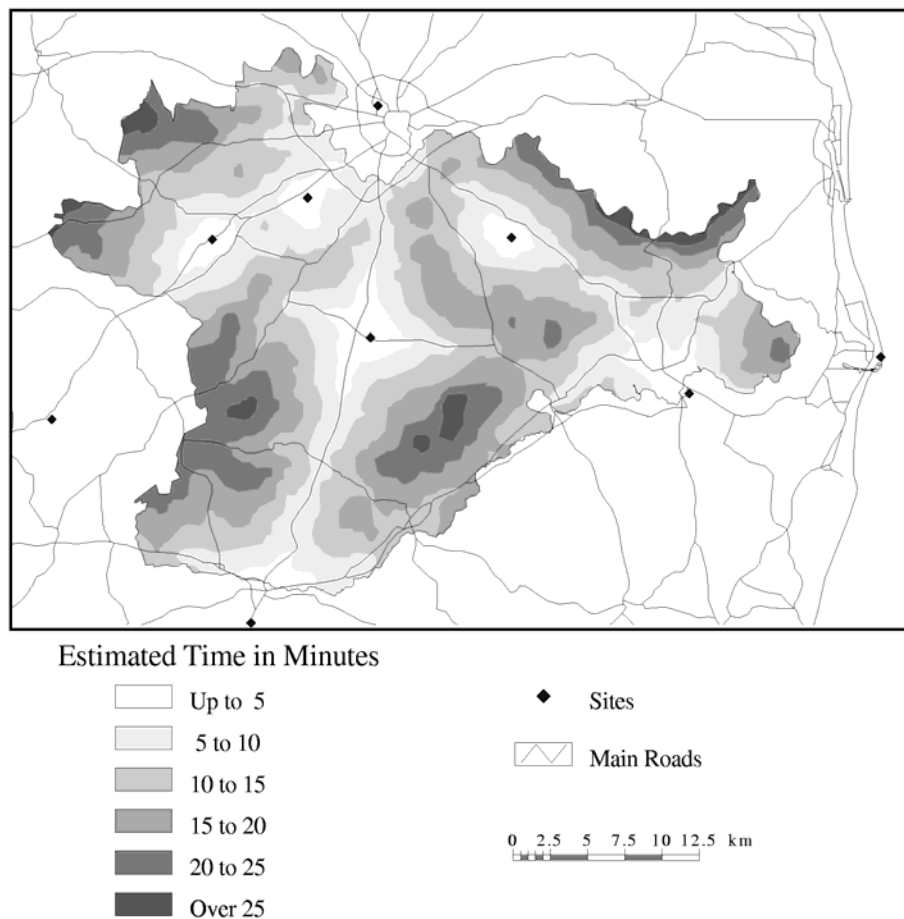 Estimated Time in Minutes
Up to 5
5 to 10
10 to 15
15 to 20
20 to 25
Over 25
Sites
Main Roads
0 2.5 5 7.5 10 12.5 km